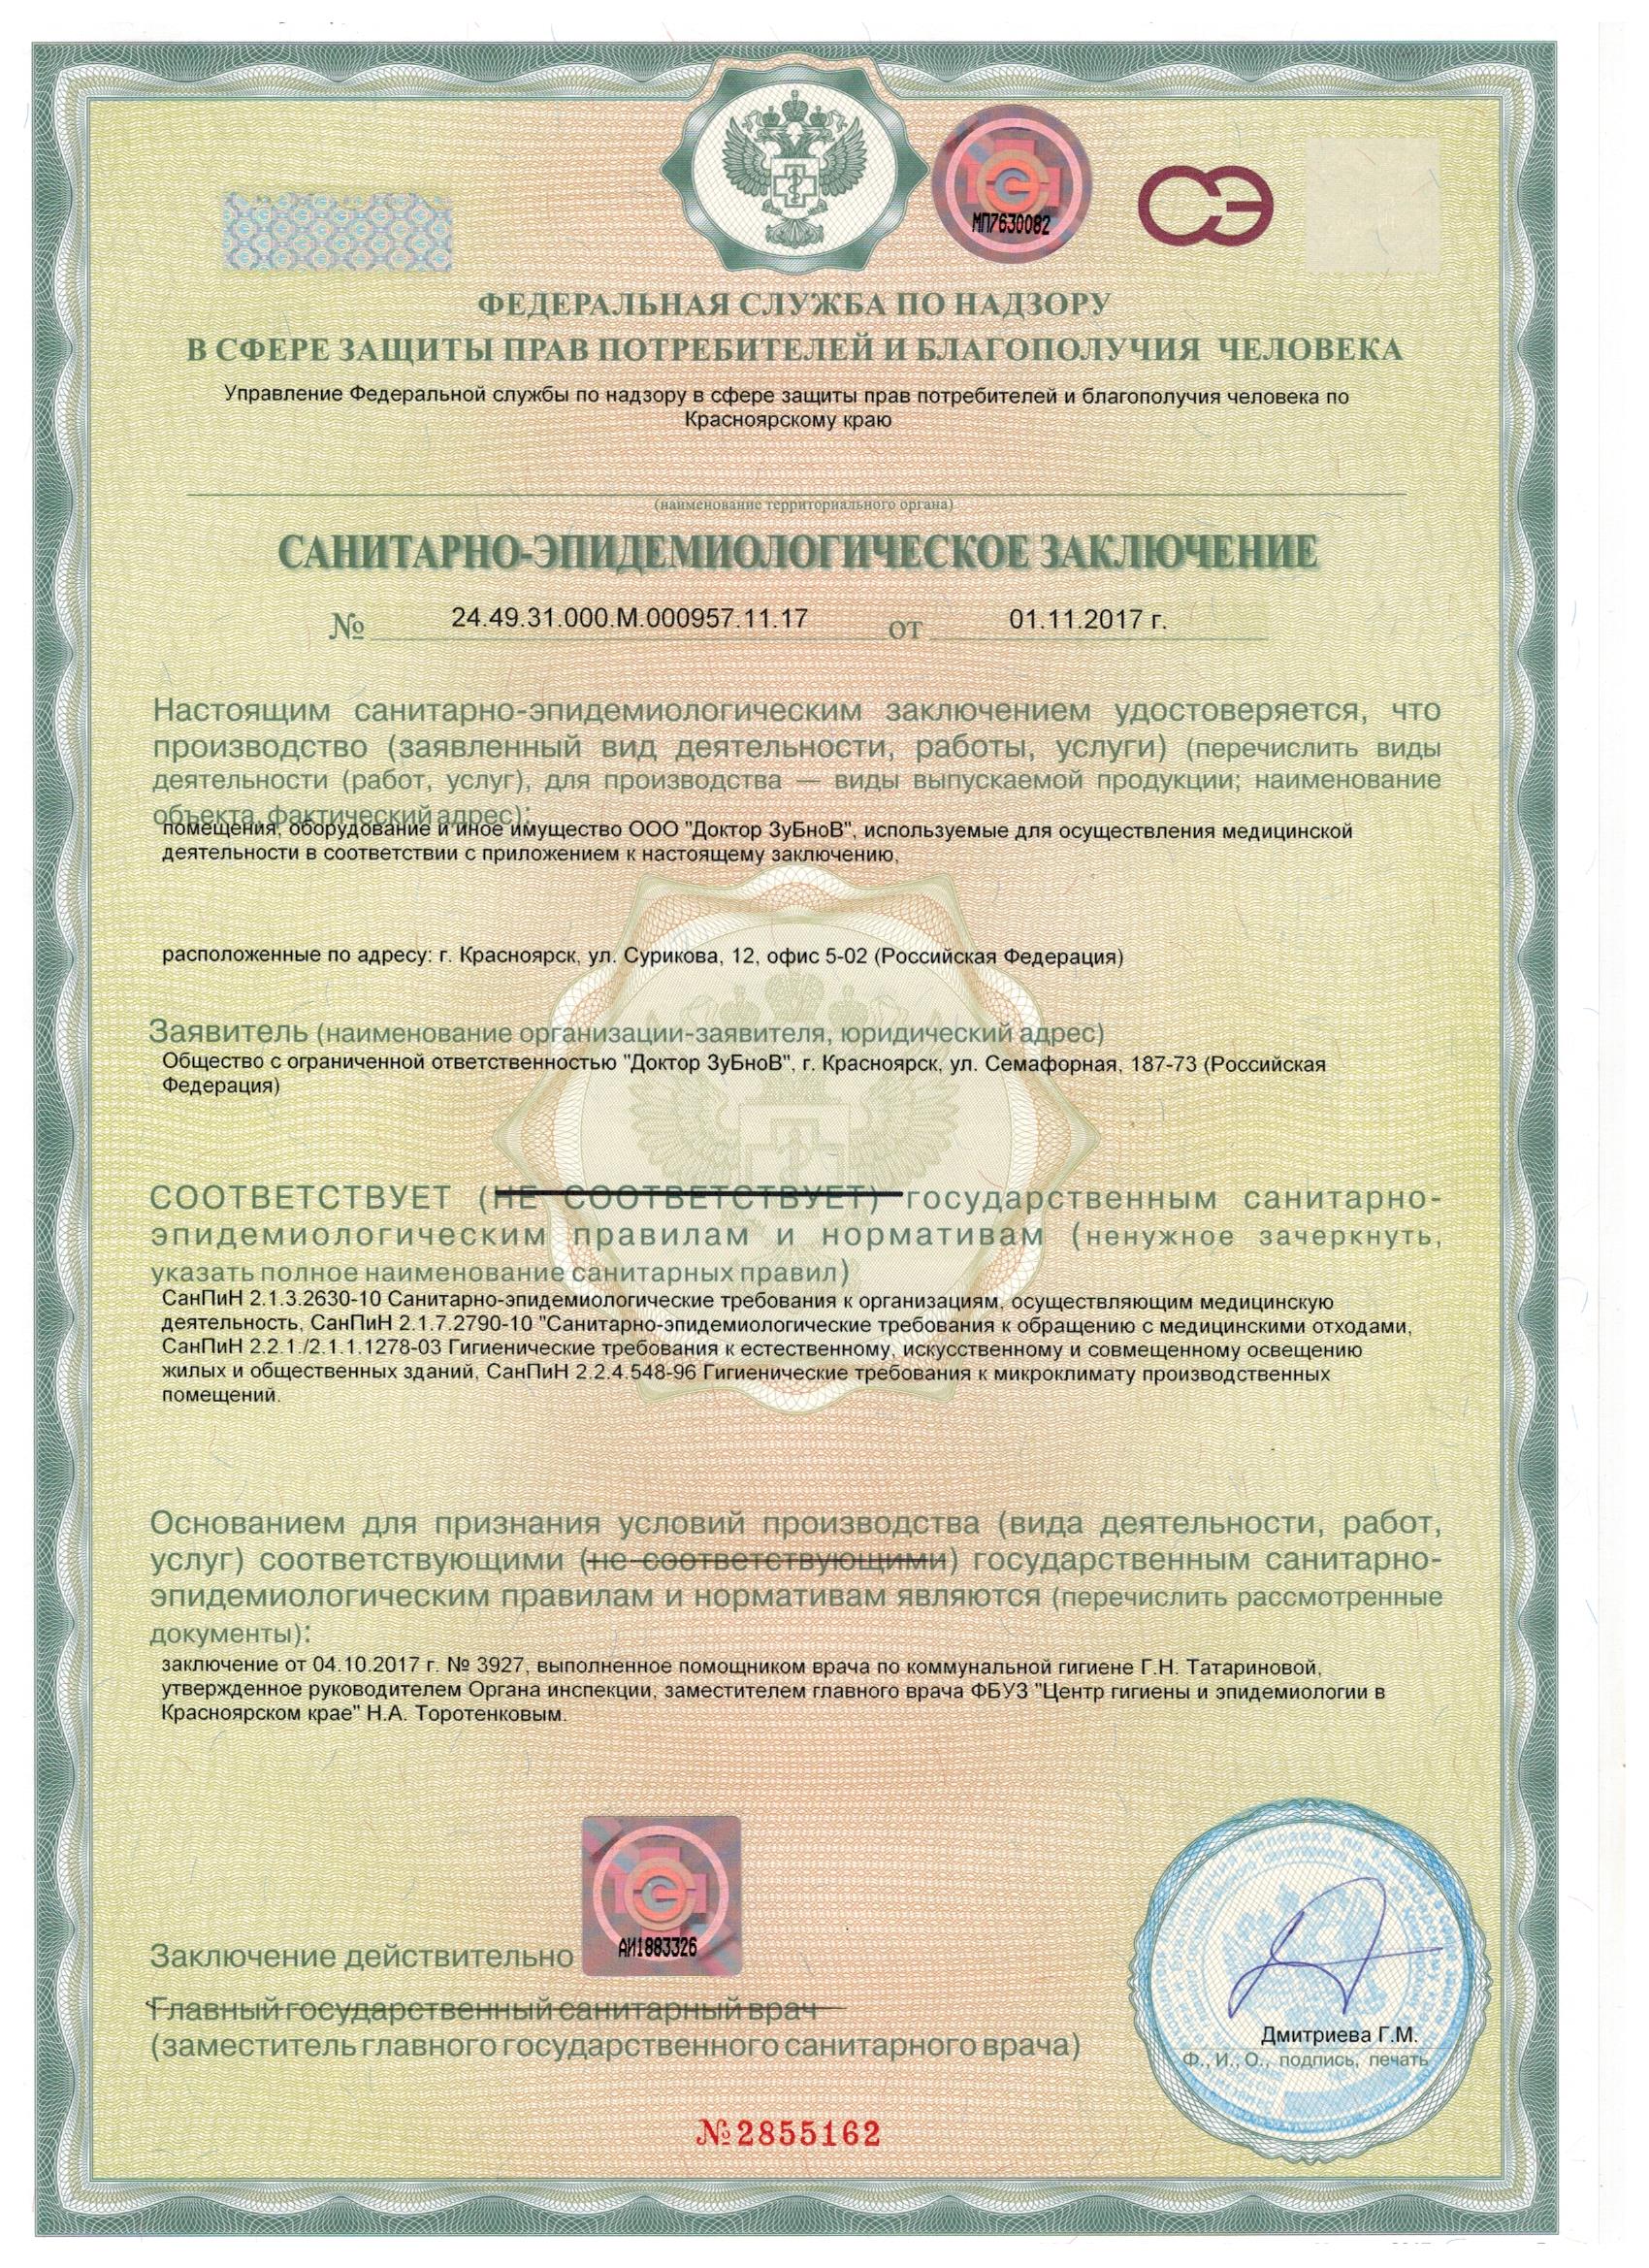 МП7630082
СЭ
ФЕДЕРАЛЬНАЯ СЛУЖБА ПО НАДЗОРУ
В СФЕРЕ ЗАЩИТЫ ПРАВ ПОТРЕБИТЕЛЕЙ И БЛАГОПОЛУЧИЯ ЧЕЛОВЕКА
Управление Федеральной службы по надзору в сфере защиты прав потребителей и благополучия человека по
Красноярскому краю
(наименование территориального органа)
САНИТАРНО-ЭПИДЕМИОЛОГИЧЕСКОЕ ЗАКЛЮЧЕНИЕ
№ 24.49.31.000.М.000957.11.17 от 01.11.2017 г.
Настоящим санитарно-эпидемиологическим заключением удостоверяется, что
производство (заявленный вид деятельности, работы, услуги) (перечислить виды
деятельности (работ, услуг), для производства — виды выпускаемой продукции; наименование
объекта, фактический адрес):
помещения, оборудование и иное имущество ООО "Доктор ЗуБноВ", используемые для осуществления медицинской
деятельности в соответствии с приложением к настоящему заключению,
расположенные по адресу: г. Красноярск, ул. Сурикова, 12, офис 5-02 (Российская Федерация)
Заявитель (наименование организации-заявителя, юридический адрес)
Общество с ограниченной ответственностью "Доктор ЗуБноВ", г. Красноярск, ул. Семафорная, 187-73 (Российская
Федерация)
СООТВЕТСТВУЕТ (НЕ СООТВЕТСТВУЕТ) государственным санитарно-
эпидемиологическим правилам и нормативам (ненужное зачеркнуть,
указать полное наименование санитарных правил)
СанПиН 2.1.3.2630-10 Санитарно-эпидемиологические требования к организациям, осуществляющим медицинскую
деятельность, СанПиН 2.1.7.2790-10 "Санитарно-эпидемиологические требования к обращению с медицинскими отходами,
СанПиН 2.2.1./2.1.1.1278-03 Гигиенические требования к естественному, искусственному и совмещенному освещению
жилых и общественных зданий, СанПиН 2.2.4.548-96 Гигиенические требования к микроклимату производственных
помещений.
Основанием для признания условий производства (вида деятельности, работ,
услуг) соответствующими (не соответствующими) государственным санитарно-
эпидемиологическим правилам и нормативам являются (перечислить рассмотренные
документы):
заключение от 04.10.2017 г. № 3927, выполненное помощником врача по коммунальной гигиене Г.Н. Татариновой,
утвержденное руководителем Органа инспекции, заместителем главного врача ФБУЗ "Центр гигиены и эпидемиологии в
Красноярском крае" Н.А. Торотенковым.
АИ1883326
Заключение действительно
Главный государственный санитарный врач
(заместитель главного государственного санитарного врача)
Дмитриева Г.М.
Ф., И., О., подпись, печать
№2855162